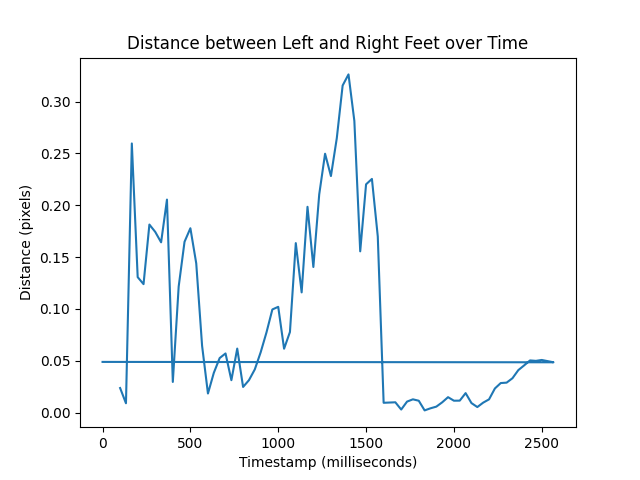 Distance between Left and Right Feet over Time
0.30
0.25
0.20
0.15
0.10
0.05
0.00
Distance (pixels)
0 500 1000 1500 2000 2500
Timestamp (milliseconds)